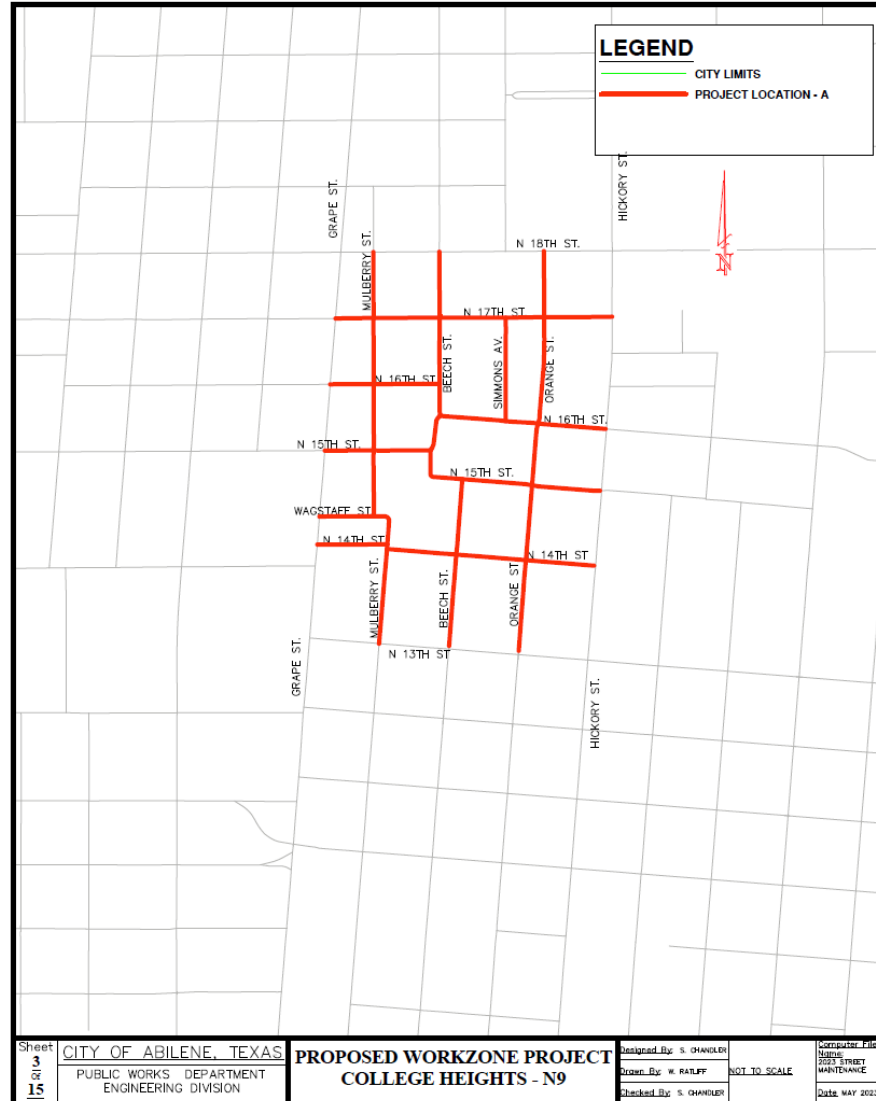 LEGEND
CITY LIMITS
PROJECT LOCATION - A
HICKORY ST.
GRAPE ST.
MULBERRY ST.
N 18TH ST.
N
N 17TH ST
BEECH ST.
SIMMONS AV.
ORANGE ST.
N 16TH ST
N 16TH ST.
N 15TH ST.
N 15TH ST.
WAGSTAFF ST
N 14TH ST
N 14TH ST
MULBERRY ST.
BEECH ST.
ORANGE ST
N 13TH ST
GRAPE ST.
HICKORY ST.
Sheet
3
of
15
CITY OF ABILENE, TEXAS
PUBLIC WORKS DEPARTMENT
ENGINEERING DIVISION
PROPOSED WORKZONE PROJECT
COLLEGE HEIGHTS - N9
Designed By: S. CHANDLER
Drawn By: W. RATLIFF
Checked By: S. CHANDLER
NOT TO SCALE
Computer File
Name:
2023 STREET
MAINTENANCE
Date MAY 2023